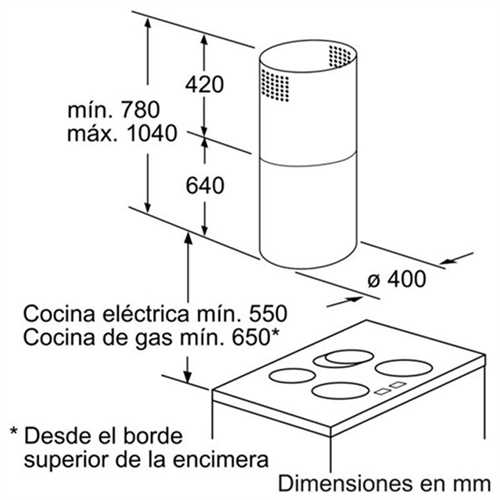 420
mín. 780
máx. 1040
640
ø 400
Cocina eléctrica mín. 550
Cocina de gas mín. 650*
* Desde el borde
superior de la encimera
Dimensiones en mm